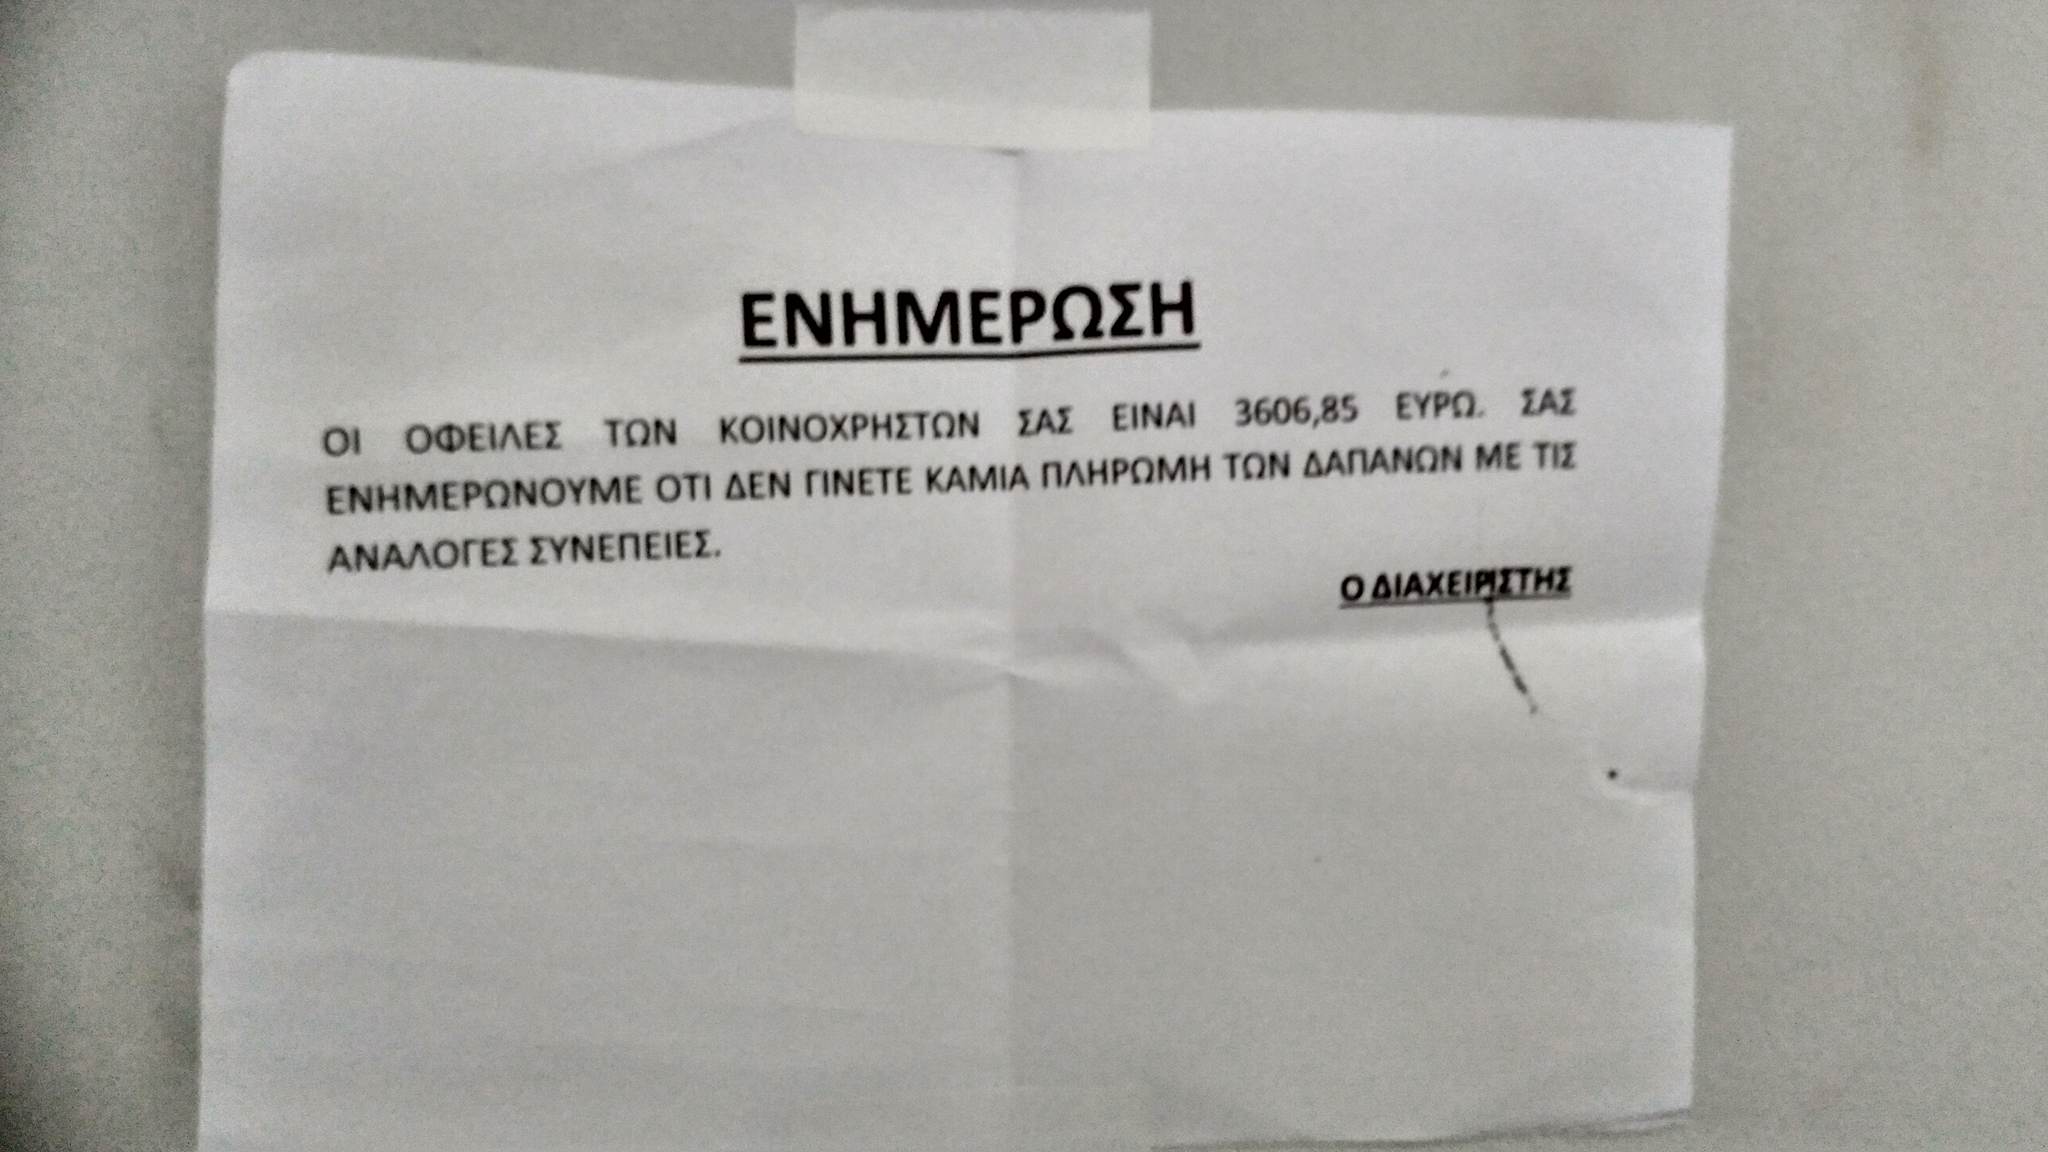 ΕΝΗΜΕΡΩΣΗ
ΟΙ ΟΦΕΙΛΕΣ ΤΩΝ ΚΟΙΝΟΧΡΗΣΤΩΝ ΣΑΣ ΕΙΝΑΙ 3606,85 ΕΥΡΩ. ΣΑΣ
ΕΝΗΜΕΡΩΝΟΥΜΕ ΟΤΙ ΔΕΝ ΓΙΝΕΤΕ ΚΑΜΙΑ ΠΛΗΡΩΜΗ ΤΩΝ ΔΑΠΑΝΩΝ ΜΕ ΤΙΣ
ΑΝΑΛΟΓΕΣ ΣΥΝΕΠΕΙΕΣ.
Ο ΔΙΑΧΕΙΡΙΣΤΗΣ